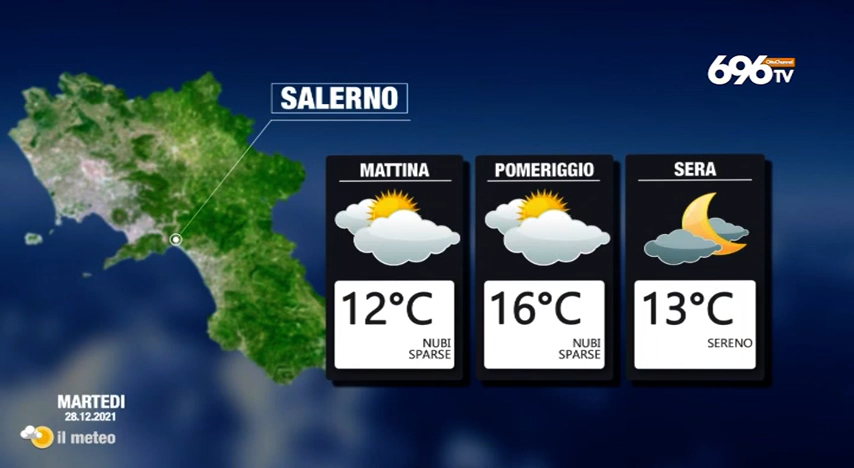 696
OttoChannel
TV
SALERNO
MATTINA
12°C
NUBI
SPARSE
POMERIGGIO
16°C
NUBI
SPARSE
SERA
13°C
SERENO
MARTEDI
28.12.2021
il meteo